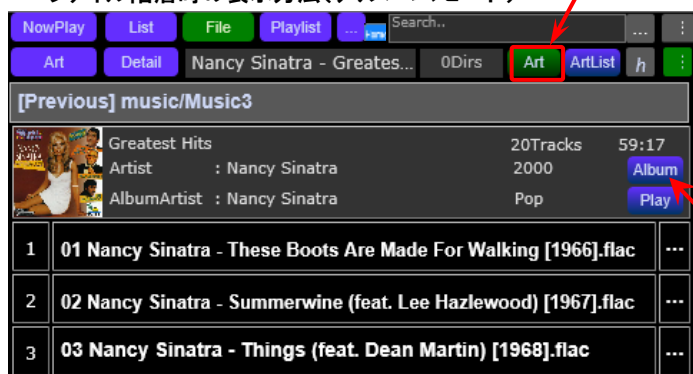 NowPlay List File Playlist ... Search.. ... ⋮
Art Detail Nancy Sinatra - Greates... 0Dirs Art ArtList h ⋮
[Previous] music/Music3
Greatest Hits 20Tracks 59:17
Artist : Nancy Sinatra 2000 Album
AlbumArtist : Nancy Sinatra Pop Play
1 01 Nancy Sinatra - These Boots Are Made For Walking [1966].flac ...
2 02 Nancy Sinatra - Summerwine (feat. Lee Hazlewood) [1967].flac ...
3 03 Nancy Sinatra - Things (feat. Dean Martin) [1968].flac ...